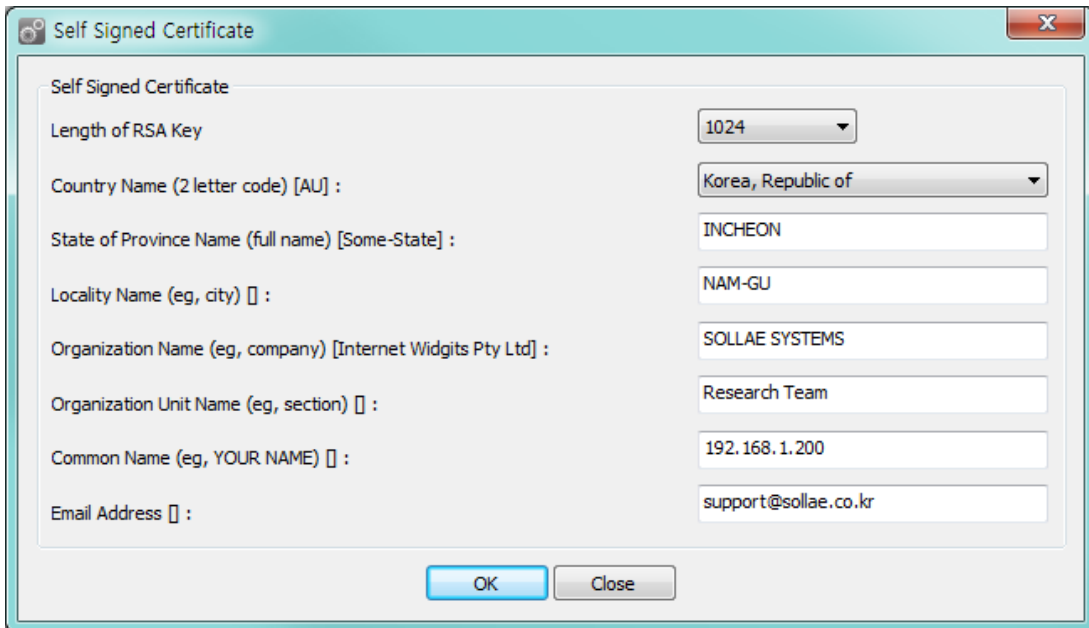 Self Signed Certificate
Self Signed Certificate
Length of RSA Key 1024
Country Name (2 letter code) [AU] : Korea, Republic of
State of Province Name (full name) [Some-State] : INCHEON
Locality Name (eg, city) [] : NAM-GU
Organization Name (eg, company) [Internet Widgits Pty Ltd] : SOLLAE SYSTEMS
Organization Unit Name (eg, section) [] : Research Team
Common Name (eg, YOUR NAME) [] : 192.168.1.200
Email Address [] : support@sollae.co.kr
OK Close